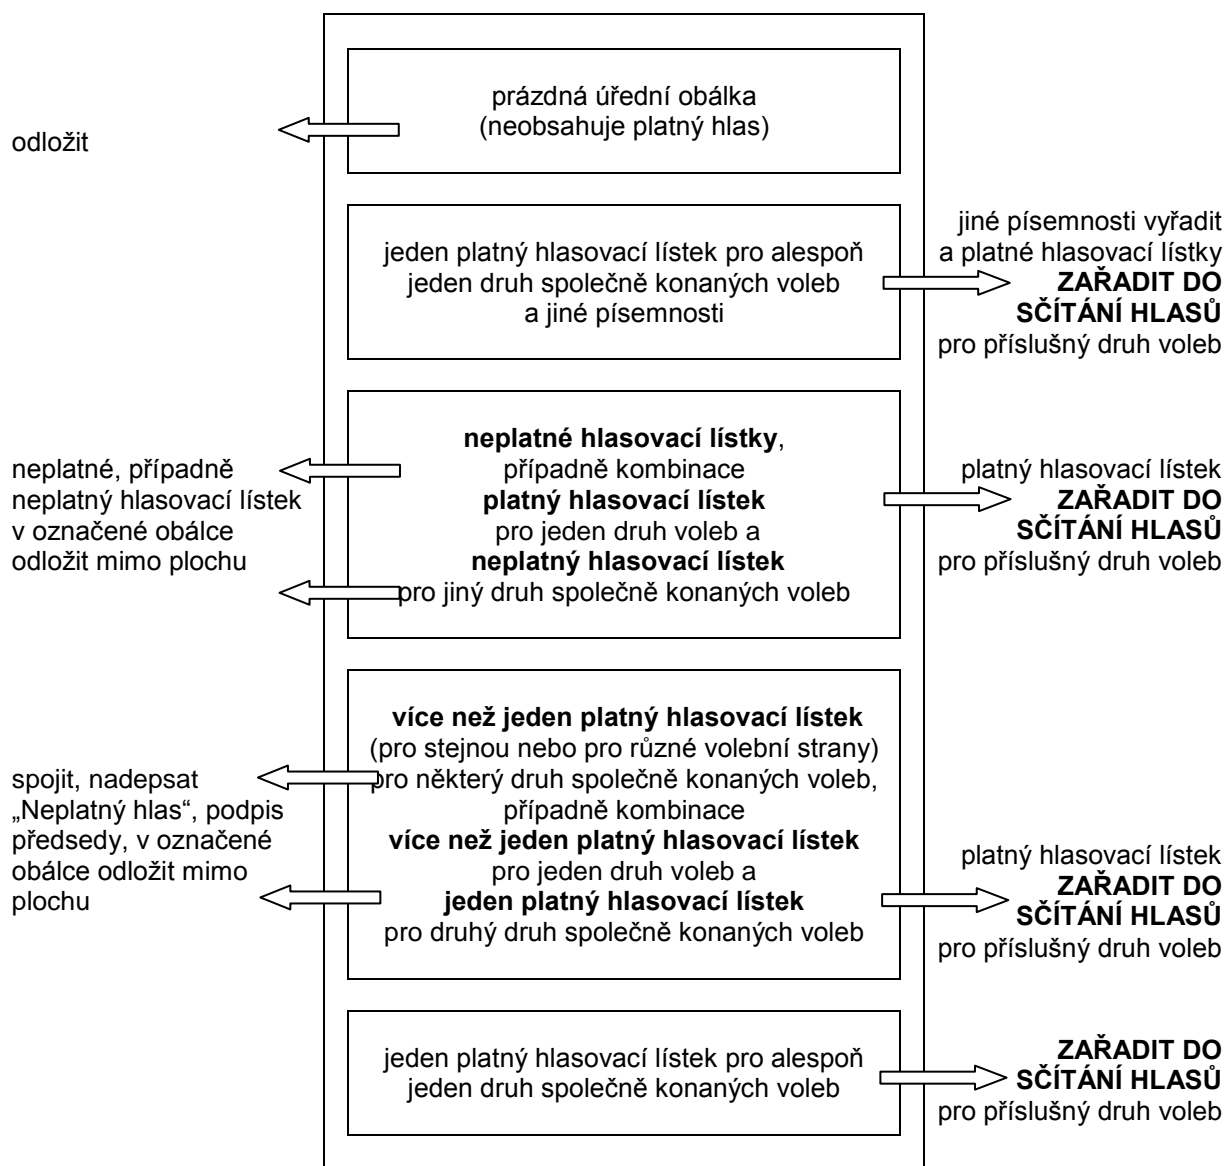 prázdná úřední obálka
(neobsahuje platný hlas)
odložit
jeden platný hlasovací lístek pro alespoň
jeden druh společně konaných voleb
a jiné písemnosti
jiné písemnosti vyřadit
a platné hlasovací lístky
ZAŘADIT DO
SČÍTÁNÍ HLASŮ
pro příslušný druh voleb
neplatné, případně
neplatný hlasovací lístek
v označené obálce
odložit mimo plochu
neplatné hlasovací lístky,
případně kombinace
platný hlasovací lístek
pro jeden druh voleb a
neplatný hlasovací lístek
pro jiný druh společně konaných voleb
platný hlasovací lístek
ZAŘADIT DO
SČÍTÁNÍ HLASŮ
pro příslušný druh voleb
spojit, nadepsat
„Neplatný hlas“, podpis
předsedy, v označené
obálce odložit mimo
plochu
více než jeden platný hlasovací lístek
(pro stejnou nebo pro různé volební strany)
pro některý druh společně konaných voleb,
případně kombinace
více než jeden platný hlasovací lístek
pro jeden druh voleb a
jeden platný hlasovací lístek
pro druhý druh společně konaných voleb
platný hlasovací lístek
ZAŘADIT DO
SČÍTÁNÍ HLASŮ
pro příslušný druh voleb
jeden platný hlasovací lístek pro alespoň
jeden druh společně konaných voleb
ZAŘADIT DO
SČÍTÁNÍ HLASŮ
pro příslušný druh voleb